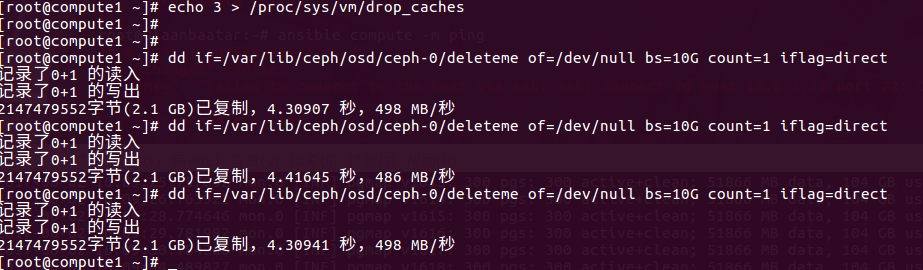 [root@compute1 ~]# echo 3 > /proc/sys/vm/drop_caches
[root@compute1 ~]#
[root@compute1 ~]#
[root@compute1 ~]# dd if=/var/lib/ceph/osd/ceph-0/deleteme of=/dev/null bs=10G count=1 iflag=direct
记录了0+1 的读入
记录了0+1 的写出
2147479552字节(2.1 GB)已复制，4.30907 秒，498 MB/秒
[root@compute1 ~]# dd if=/var/lib/ceph/osd/ceph-0/deleteme of=/dev/null bs=10G count=1 iflag=direct
记录了0+1 的读入
记录了0+1 的写出
2147479552字节(2.1 GB)已复制，4.41645 秒，486 MB/秒
[root@compute1 ~]# dd if=/var/lib/ceph/osd/ceph-0/deleteme of=/dev/null bs=10G count=1 iflag=direct
记录了0+1 的读入
记录了0+1 的写出
2147479552字节(2.1 GB)已复制，4.30941 秒，498 MB/秒
[root@compute1 ~]#